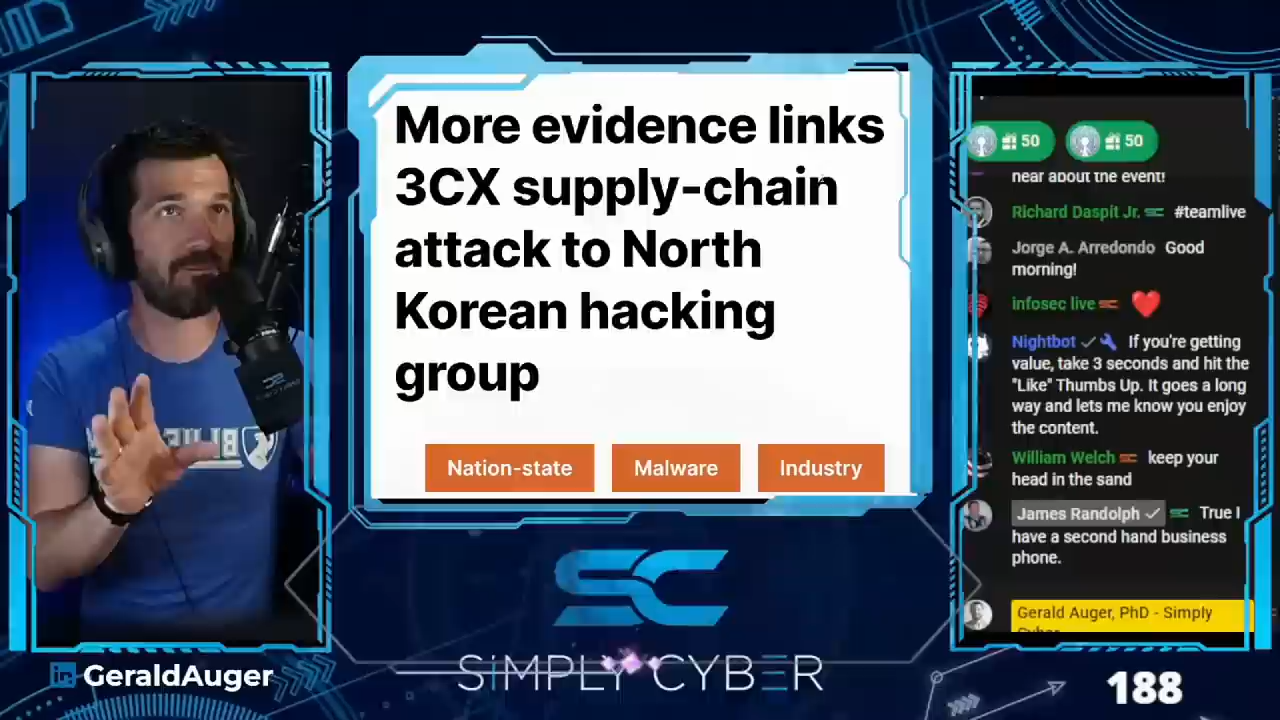 More evidence links
3CX supply-chain
attack to North
Korean hacking
group
Nation-state
Malware
Industry
SC
SiMPLY CYBER
GeraldAuger
50
50
hear about the event!
Richard Daspit Jr. #teamlive
Jorge A. Arredondo Good
morning!
infosec live
Nightbot If you're getting
value, take 3 seconds and hit the
"Like" Thumbs Up. It goes a long
way and lets me know you enjoy
the content.
William Welch keep your
head in the sand
James Randolph True I
have a second hand business
phone.
Gerald Auger, PhD - Simply
Cyber
188